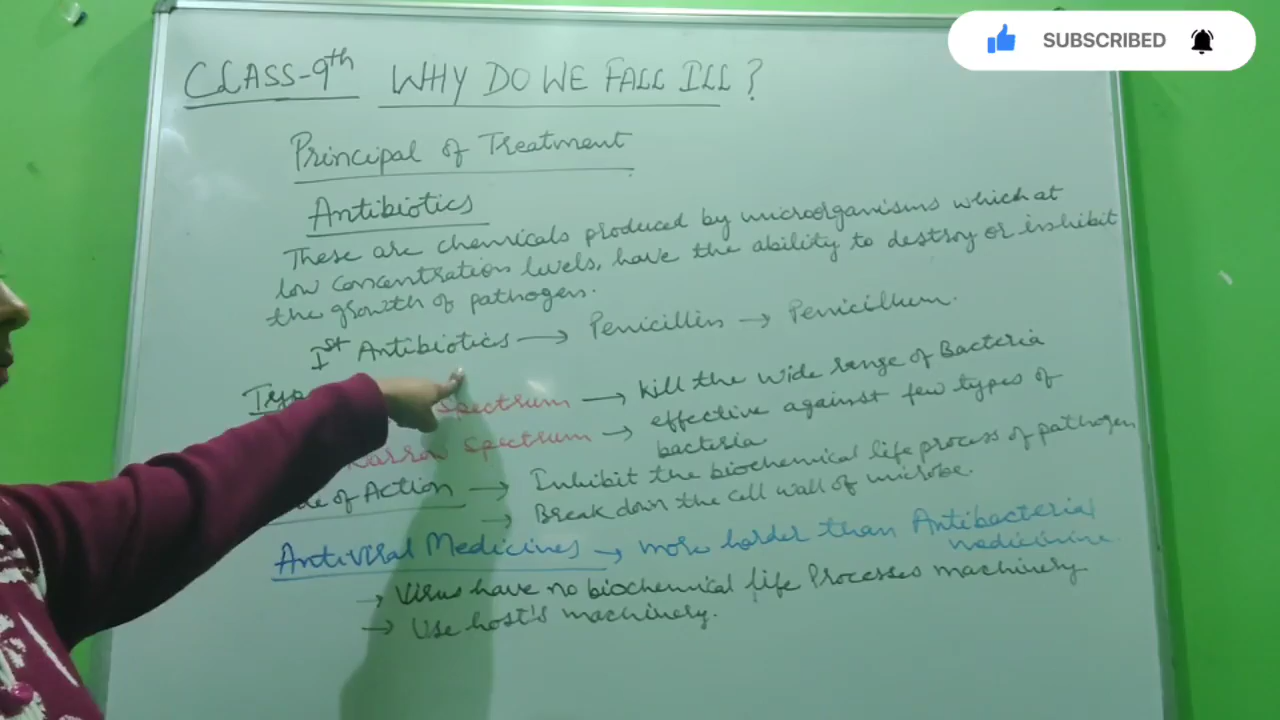 SUBSCRIBED
CLASS-9th WHY DO WE FALL ILL ?
Principal of Treatment
Antibiotics
These are chemicals produced by microorganisms which at
low concentration levels, have the ability to destroy or inhibit
the growth of pathogens.
Ist Antibiotics → Penicillin → Penicillium.
Spectrum → Kill the wide range of Bacteria
Narrow Spectrum → effective against few types of
bacteria
of Action → Inhibit the biochemical life process of pathogen
→ Break down the cell wall of microbe.
Antiviral Medicines → more harder than Antibacterial
→ Virus have no biochemical life Processes machinery
→ Use host's machinery.